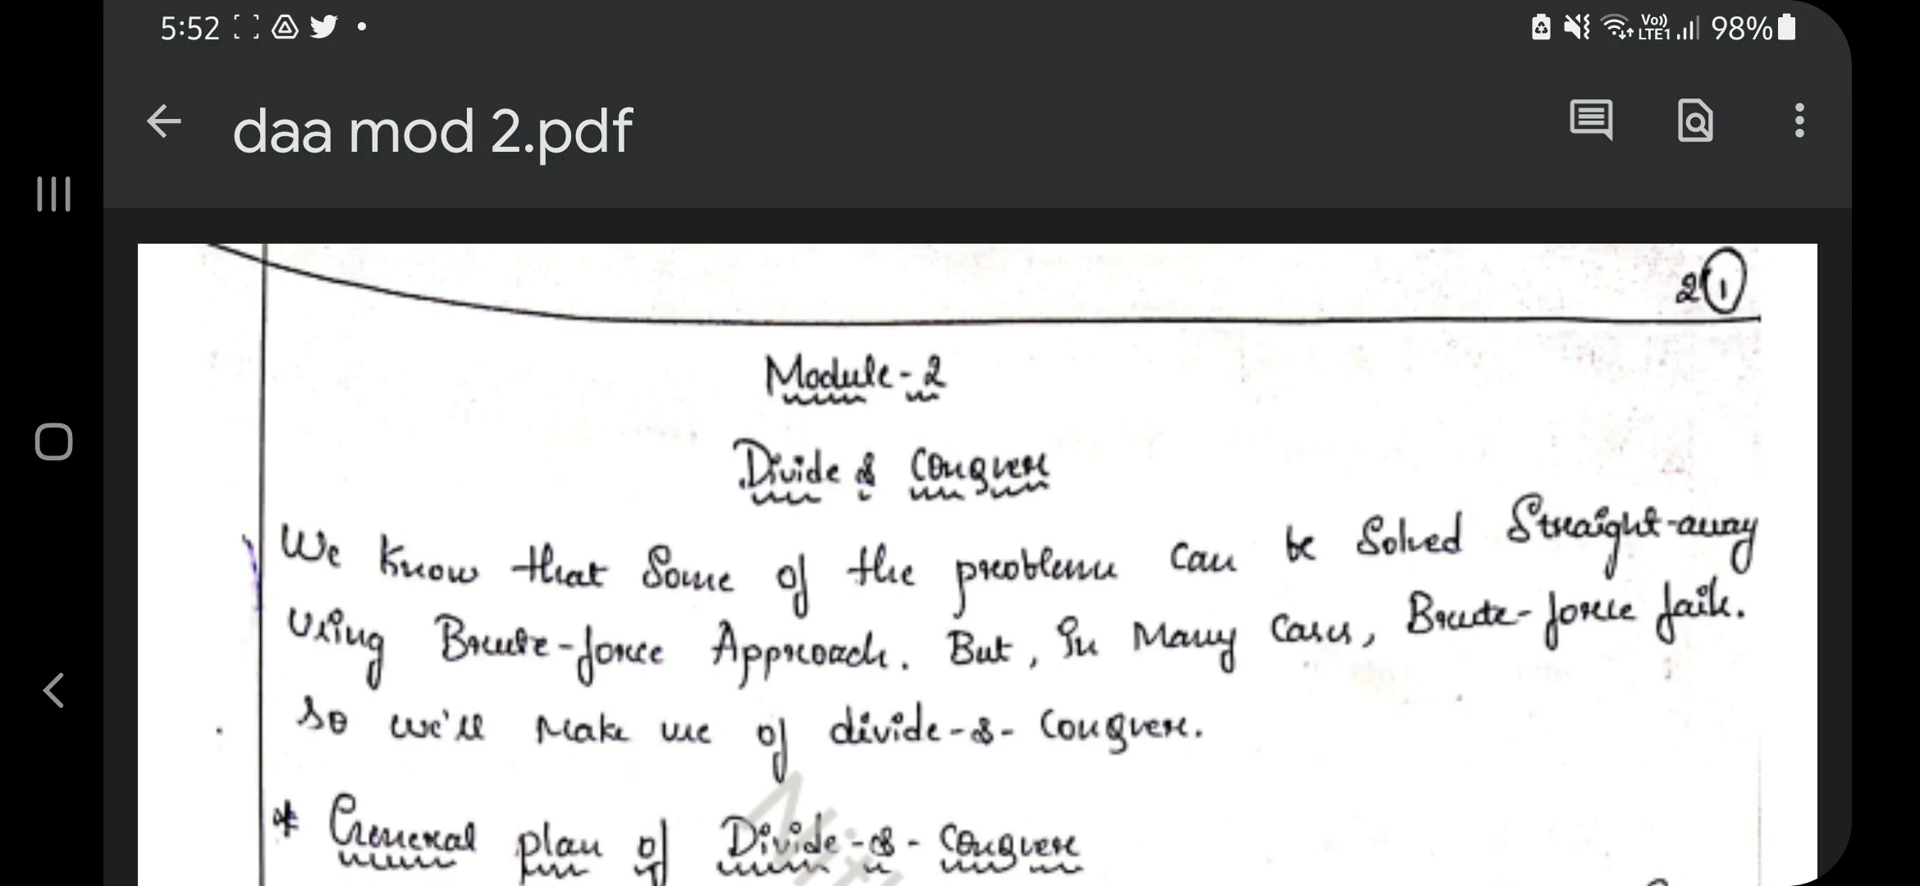 5:52
Vo))
LTE1
98%
daa mod 2.pdf
2 1
Module-2
Divide & Conquer
We know that Some of the problems can be Solved Straight-away
Using Brute-force Approach. But, In Many Cases, Brute-force fails.
So we'll Make use of divide-&-Conquer.
* General plan of Divide-&-Conquer